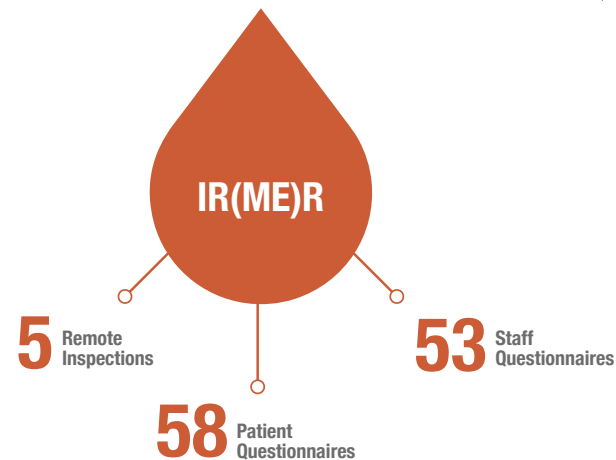 IR(ME)R
5 Remote
Inspections
53 Staff
Questionnaires
58 Patient
Questionnaires